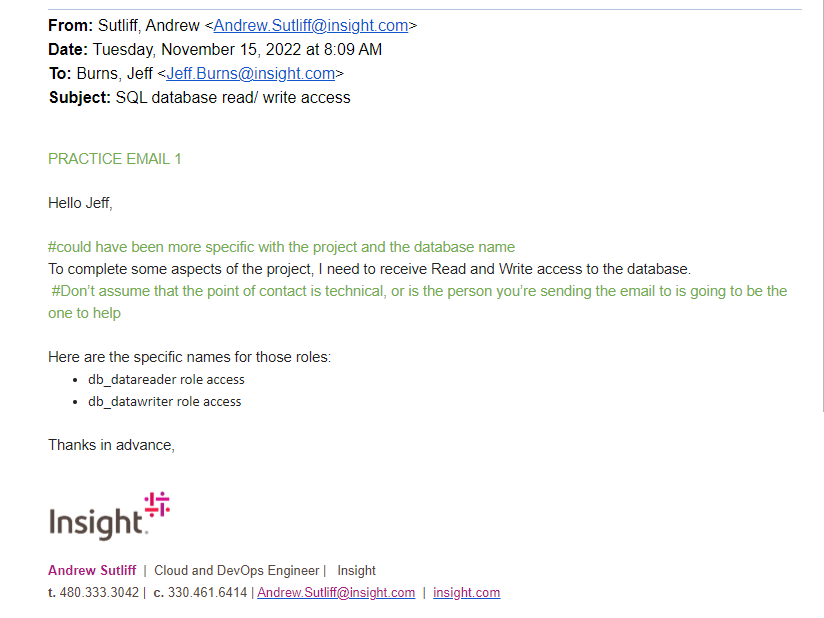 From: Sutliff, Andrew <Andrew.Sutliff@insight.com>
Date: Tuesday, November 15, 2022 at 8:09 AM
To: Burns, Jeff <Jeff.Burns@insight.com>
Subject: SQL database read/ write access
PRACTICE EMAIL 1
Hello Jeff,
#could have been more specific with the project and the database name
To complete some aspects of the project, I need to receive Read and Write access to the database.
#Don’t assume that the point of contact is technical, or is the person you’re sending the email to is going to be the
one to help
Here are the specific names for those roles:
• db_datareader role access
• db_datawriter role access
Thanks in advance,
Insight.
Andrew Sutliff | Cloud and DevOps Engineer | Insight
t. 480.333.3042 | c. 330.461.6414 | Andrew.Sutliff@insight.com | insight.com